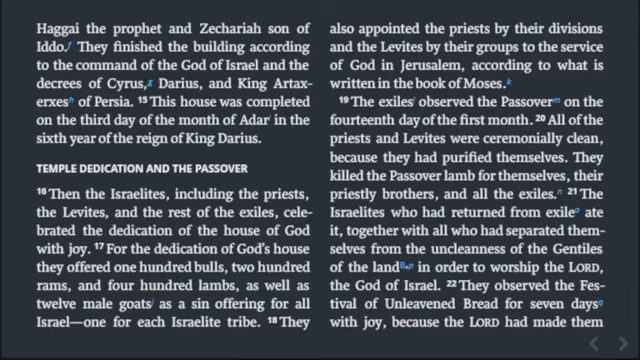 Haggai the prophet and Zechariah son of
Iddo.f They finished the building according
to the command of the God of Israel and the
decrees of Cyrus,g Darius, and King Artax-
erxesh of Persia. 15 This house was completed
on the third day of the month of Adari in the
sixth year of the reign of King Darius.
TEMPLE DEDICATION AND THE PASSOVER
16 Then the Israelites, including the priests,
the Levites, and the rest of the exiles, cele-
brated the dedication of the house of God
with joy. 17 For the dedication of God's house
they offered one hundred bulls, two hundred
rams, and four hundred lambs, as well as
twelve male goatsj as a sin offering for all
Israel—one for each Israelite tribe. 18 They
also appointed the priests by their divisions
and the Levites by their groups to the service
of God in Jerusalem, according to what is
written in the book of Moses.k
19 The exilesl observed the Passoverm on the
fourteenth day of the first month. 20 All of the
priests and Levites were ceremonially clean,
because they had purified themselves. They
killed the Passover lamb for themselves, their
priestly brothers, and all the exiles.n 21 The
Israelites who had returned from exileo ate
it, together with all who had separated them-
selves from the uncleanness of the Gentiles
of the landB,p in order to worship the LORD,
the God of Israel. 22 They observed the Fes-
tival of Unleavened Bread for seven daysq
with joy, because the LORD had made them